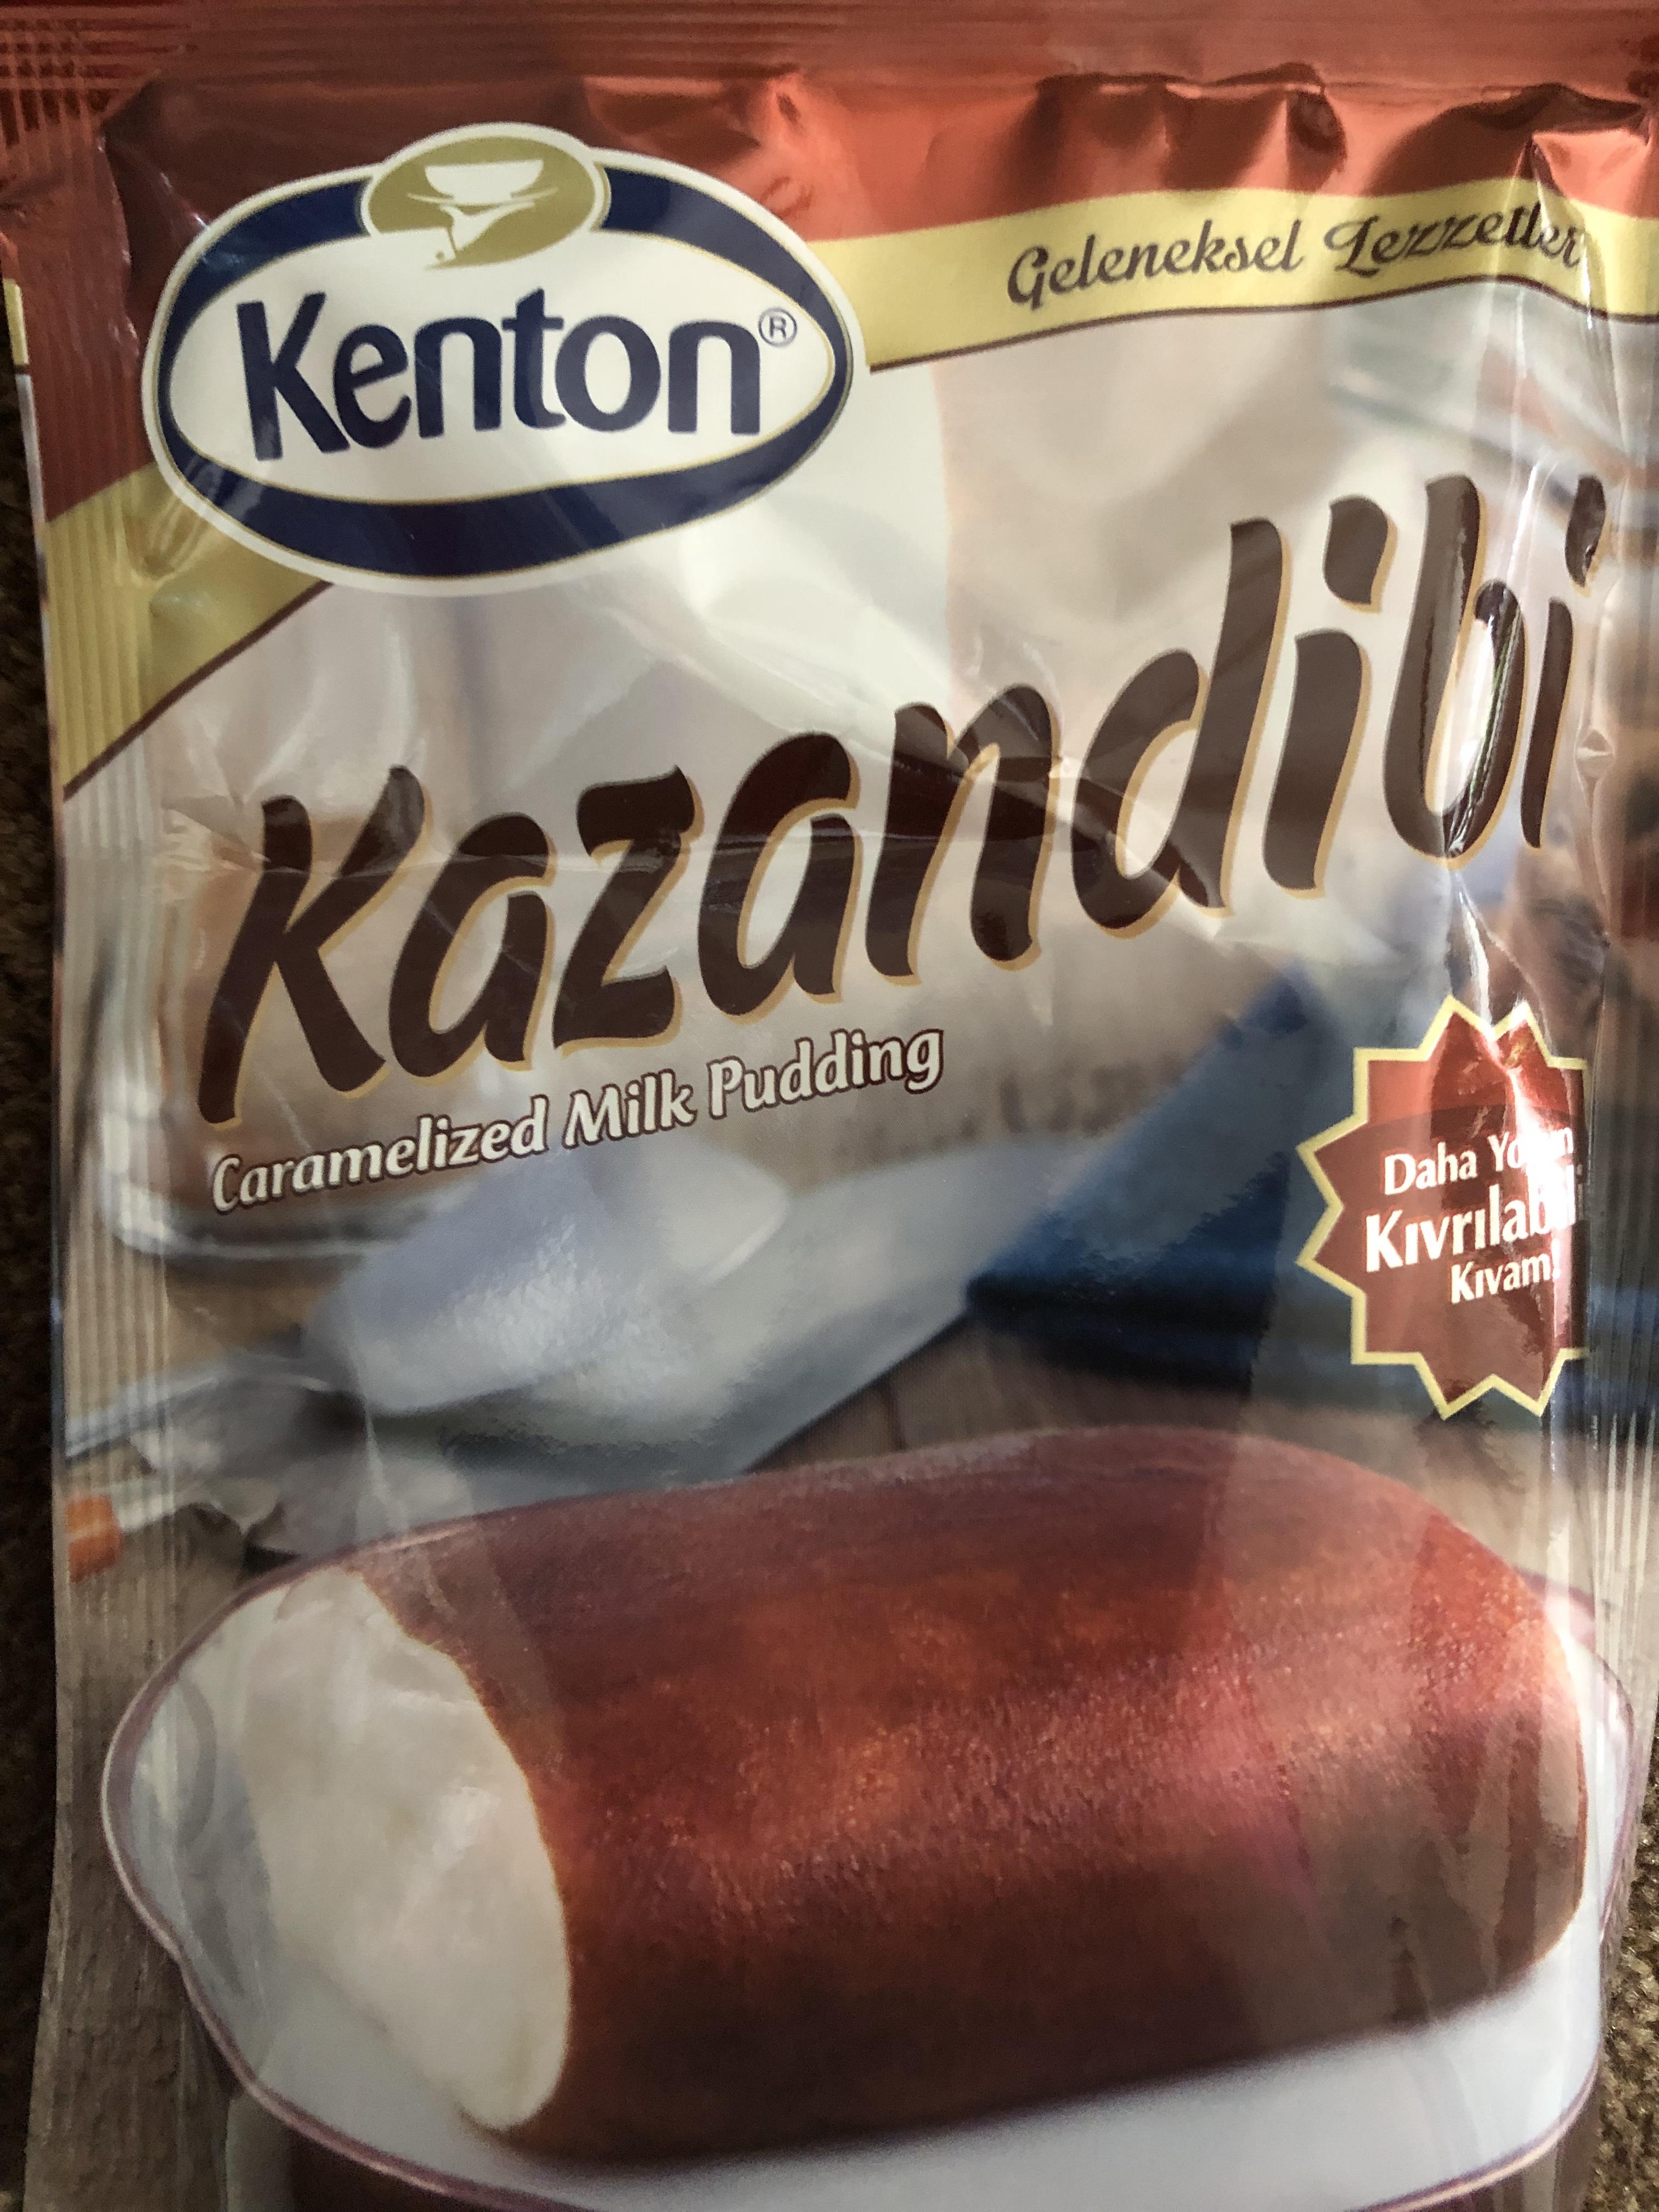 Kenton®
Geleneksel Lezzetler
Kazandibi
Caramelized Milk Pudding
Daha
Kıvam!